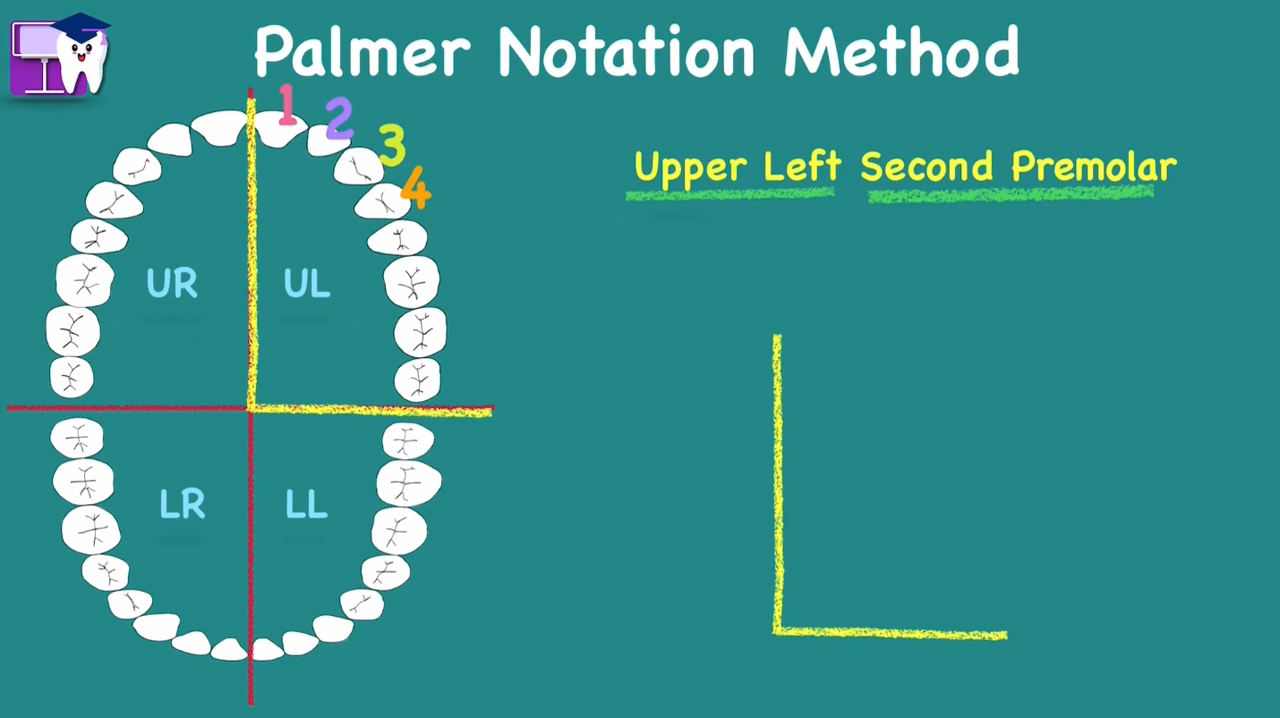 Palmer Notation Method
1
2
3
4
Upper Left Second Premolar
UR UL
LR LL